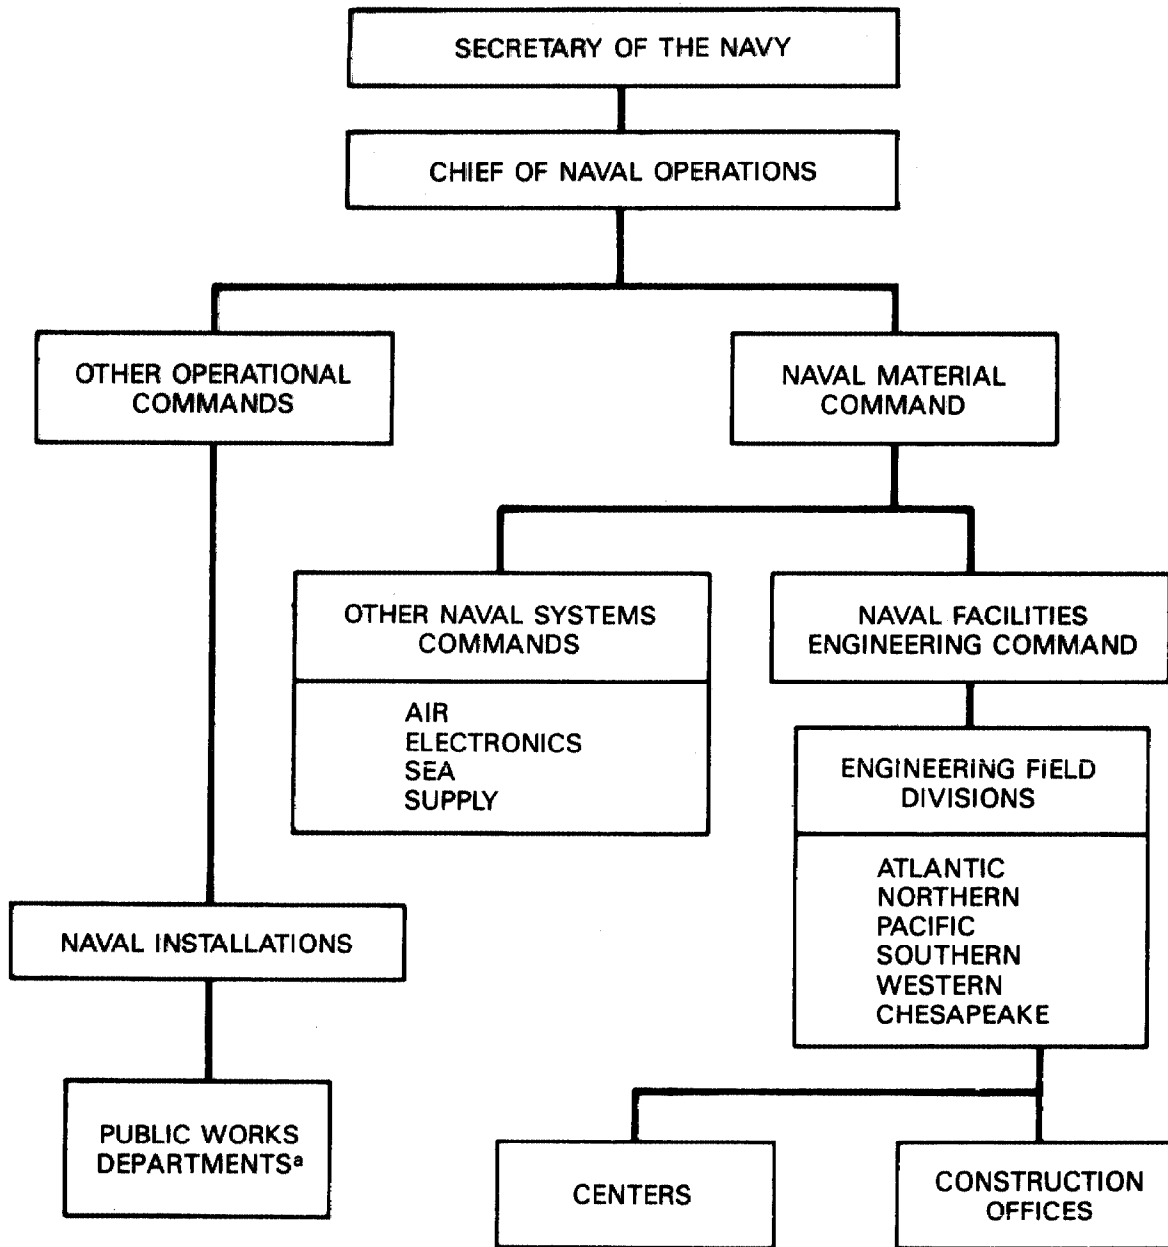 SECRETARY OF THE NAVY
CHIEF OF NAVAL OPERATIONS
OTHER OPERATIONAL
COMMANDS
NAVAL MATERIAL
COMMAND
OTHER NAVAL SYSTEMS
COMMANDS
AIR
ELECTRONICS
SEA
SUPPLY
NAVAL FACILITIES
ENGINEERING COMMAND
ENGINEERING FIELD
DIVISIONS
ATLANTIC
NORTHERN
PACIFIC
SOUTHERN
WESTERN
CHESAPEAKE
NAVAL INSTALLATIONS
PUBLIC WORKS
DEPARTMENTSᵃ
CENTERS
CONSTRUCTION
OFFICES